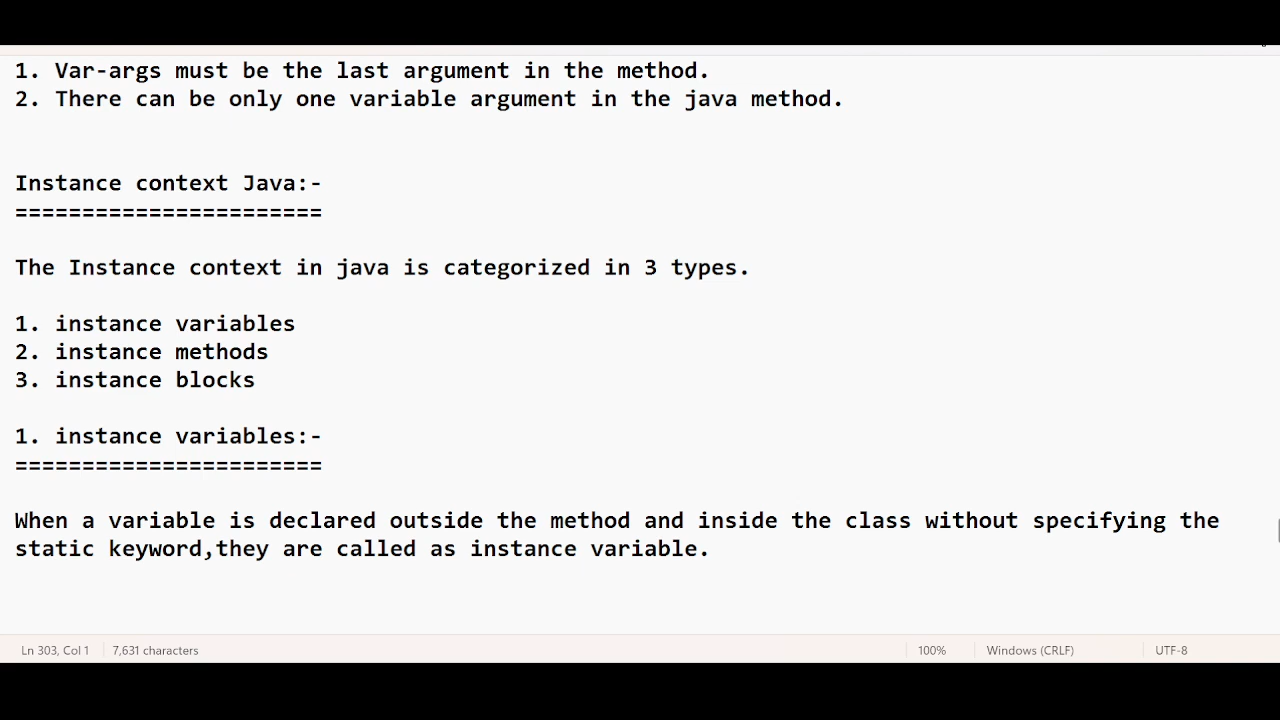 1. Var-args must be the last argument in the method.
2. There can be only one variable argument in the java method.
Instance context Java:-
=======================
The Instance context in java is categorized in 3 types.
1. instance variables
2. instance methods
3. instance blocks
1. instance variables:-
=======================
When a variable is declared outside the method and inside the class without specifying the
static keyword,they are called as instance variable.
Ln 303, Col 1 7,631 characters 100% Windows (CRLF) UTF-8